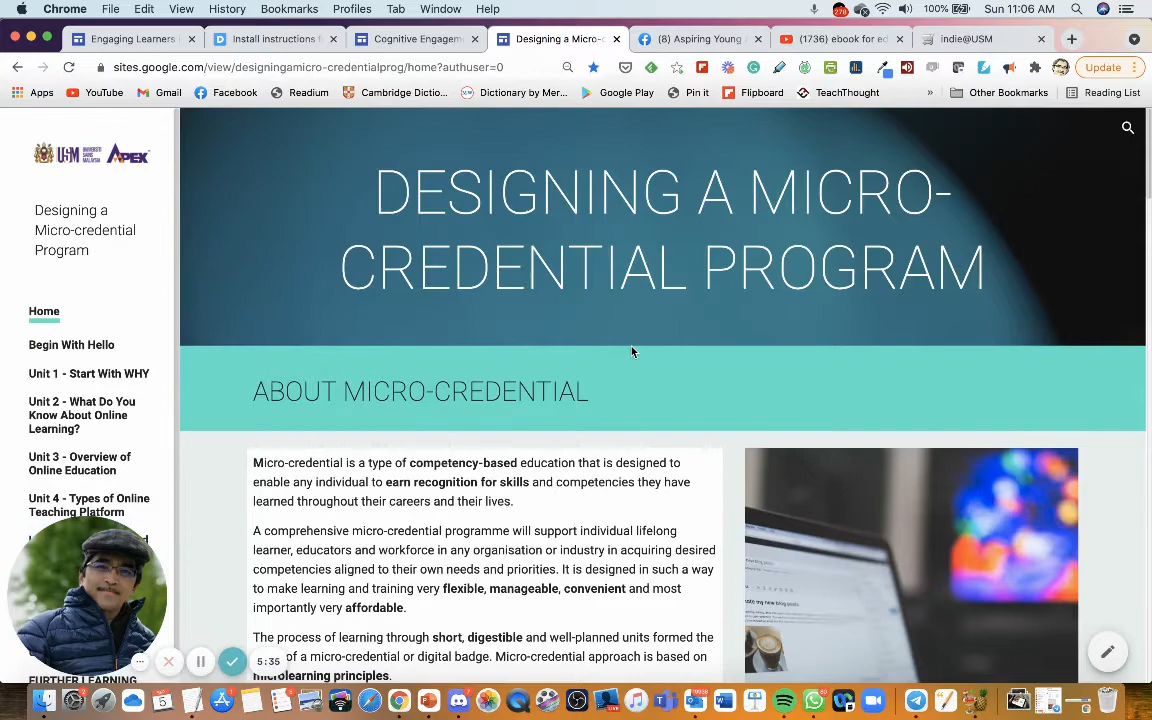 Chrome File Edit View History Bookmarks Profiles Tab Window Help 100% Sun 11:06 AM
Engaging Learners
Install instructions f
Cognitive Engagem
Designing a Micro-c
(8) Aspiring Young
(1736) ebook for ed
indie@USM
sites.google.com/view/designingamicro-credentialprog/home?authuser=0
Update
Apps YouTube Gmail Facebook Readium Cambridge Dictio... Dictionary by Mer... Google Play Pin it Flipboard TeachThought » Other Bookmarks Reading List
USM UNIVERSITI SAINS MALAYSIA APEX
Designing a
Micro-credential
Program
Home
Begin With Hello
Unit 1 - Start With WHY
Unit 2 - What Do You
Know About Online
Learning?
Unit 3 - Overview of
Online Education
Unit 4 - Types of Online
Teaching Platform
FURTHER LEARNING
DESIGNING A MICRO-
CREDENTIAL PROGRAM
ABOUT MICRO-CREDENTIAL
Micro-credential is a type of competency-based education that is designed to
enable any individual to earn recognition for skills and competencies they have
learned throughout their careers and their lives.
A comprehensive micro-credential programme will support individual lifelong
learner, educators and workforce in any organisation or industry in acquiring desired
competencies aligned to their own needs and priorities. It is designed in such a way
to make learning and training very flexible, manageable, convenient and most
importantly very affordable.
The process of learning through short, digestible and well-planned units formed the
of a micro-credential or digital badge. Micro-credential approach is based on
microlearning principles.
5:35